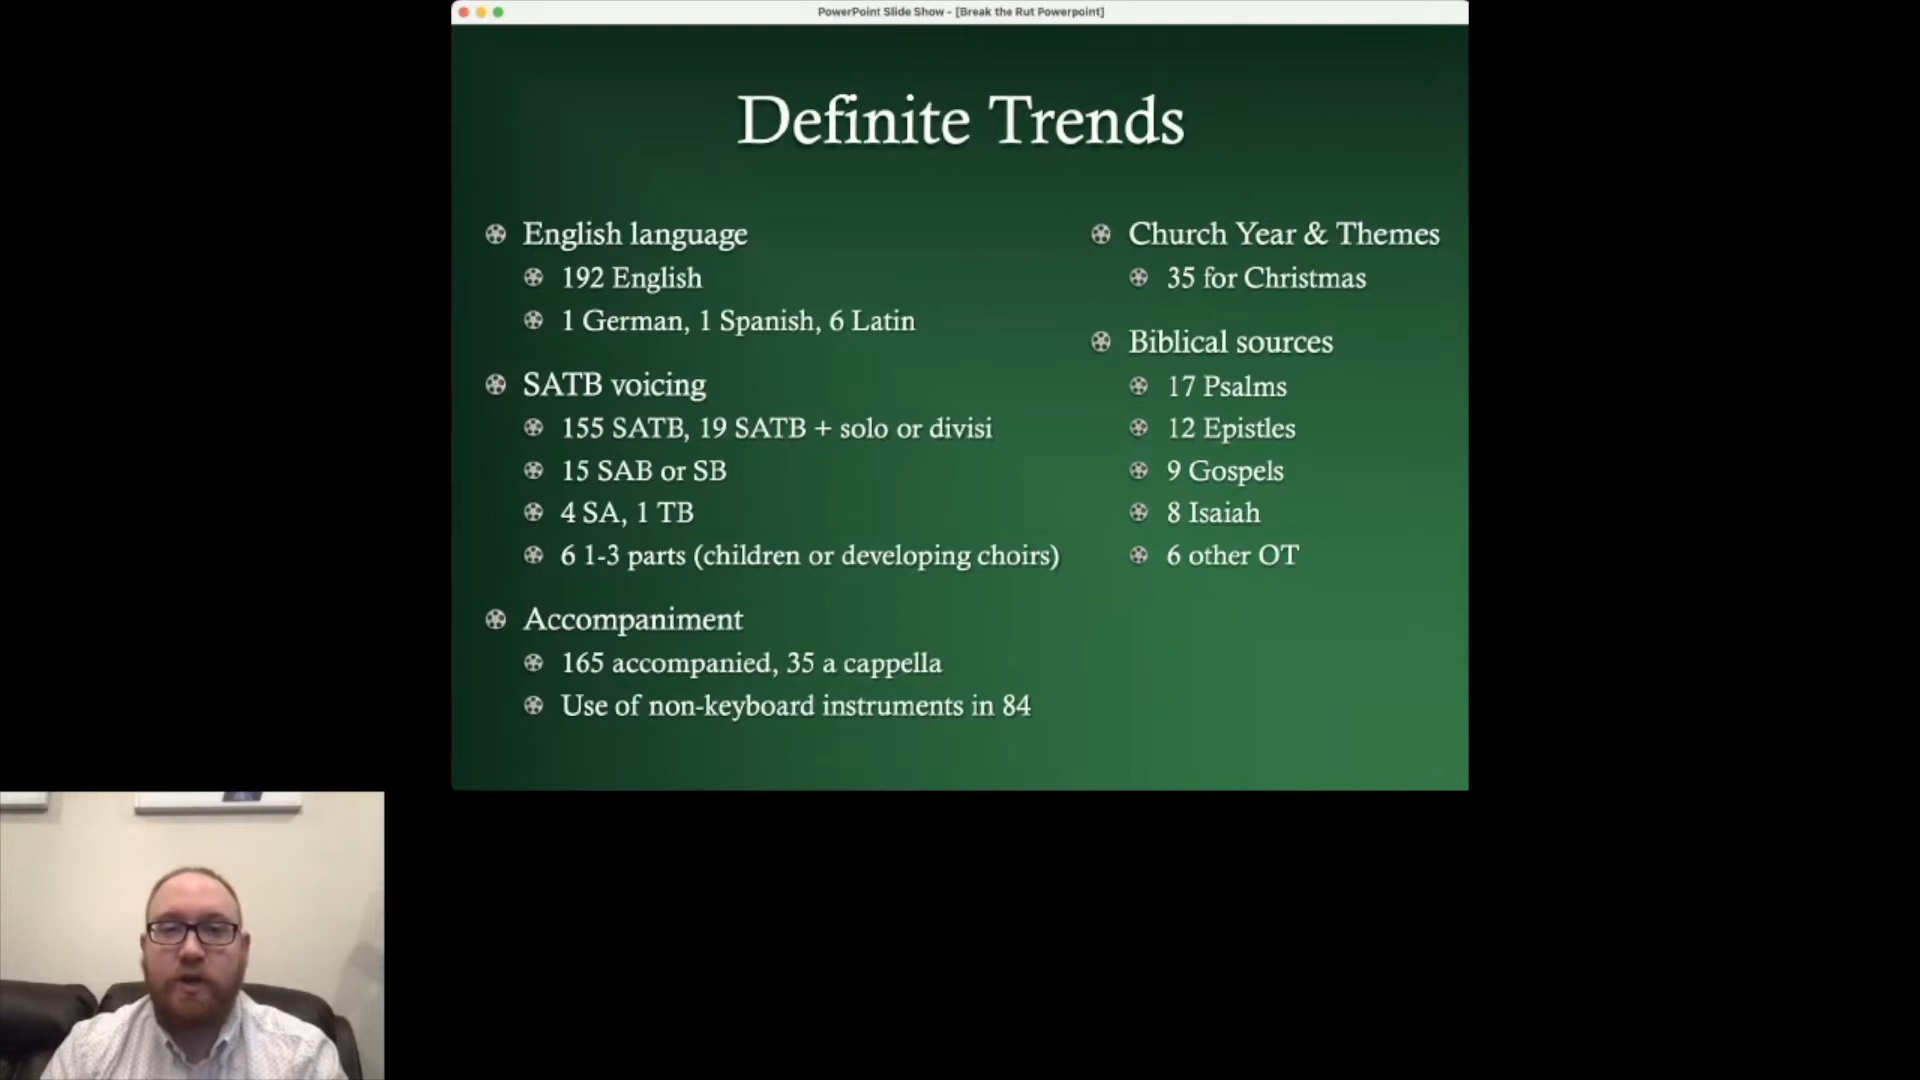 PowerPoint Slide Show - [Break the Rut Powerpoint]
Definite Trends
English language
192 English
1 German, 1 Spanish, 6 Latin
SATB voicing
155 SATB, 19 SATB + solo or divisi
15 SAB or SB
4 SA, 1 TB
6 1-3 parts (children or developing choirs)
Accompaniment
165 accompanied, 35 a cappella
Use of non-keyboard instruments in 84
Church Year & Themes
35 for Christmas
Biblical sources
17 Psalms
12 Epistles
9 Gospels
8 Isaiah
6 other OT